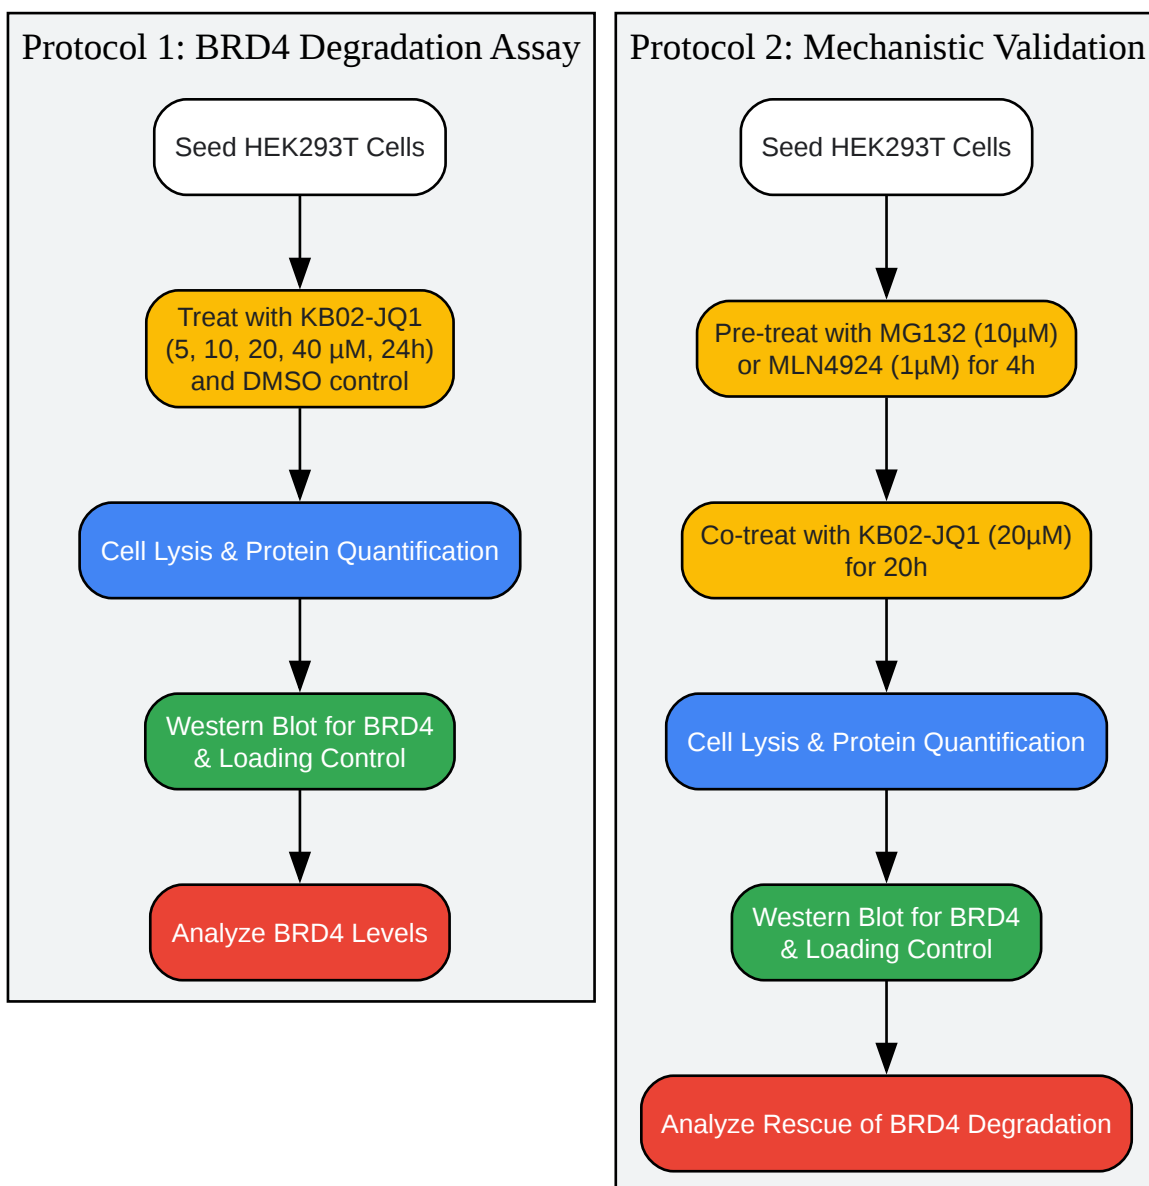 Protocol 1: BRD4 Degradation Assay
Seed HEK293T Cells
Treat with KB02-JQ1
(5, 10, 20, 40 µM, 24h)
and DMSO control
Cell Lysis & Protein Quantification
Western Blot for BRD4
& Loading Control
Analyze BRD4 Levels
Protocol 2: Mechanistic Validation
Seed HEK293T Cells
Pre-treat with MG132 (10µM)
or MLN4924 (1µM) for 4h
Co-treat with KB02-JQ1 (20µM)
for 20h
Cell Lysis & Protein Quantification
Western Blot for BRD4
& Loading Control
Analyze Rescue of BRD4 Degradation